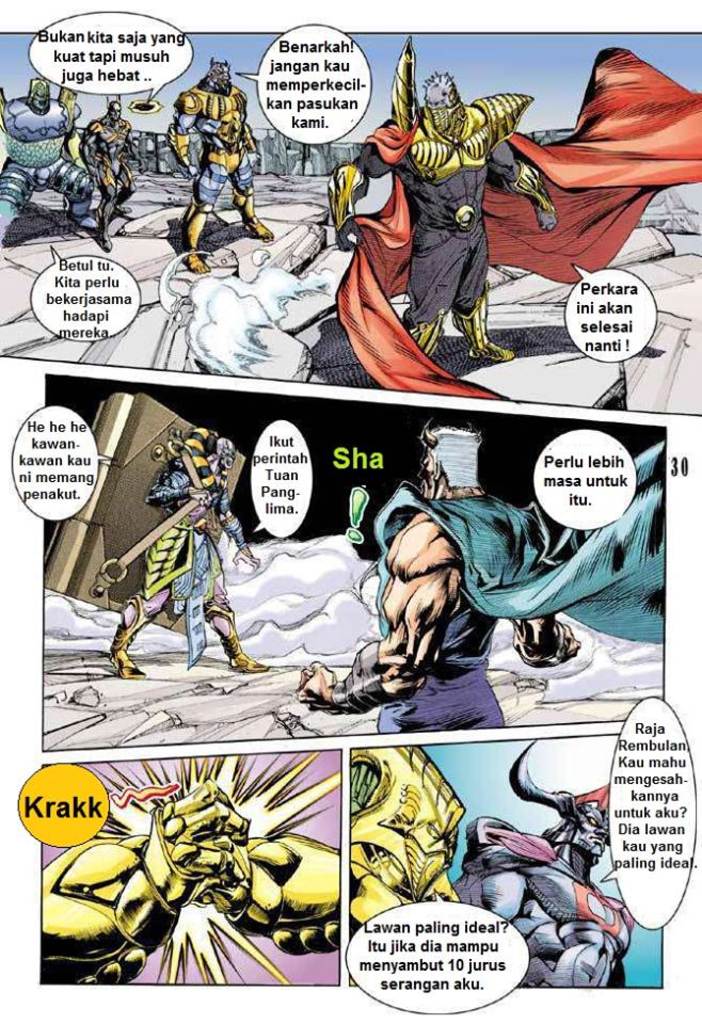 Bukan kita saja yang
kuat tapi musuh
juga hebat ..
Benarkah!
jangan kau
memperkecil-
kan pasukan
kami.
Betul tu.
Kita perlu
bekerjasama
hadapi
mereka.
Perkara
ini akan
selesai
nanti !
He he he
kawan-
kawan kau
ni memang
penakut.
Ikut
perintah
Tuan
Pang-
lima.
Sha
!
Perlu lebih
masa untuk
itu.
30
Krakk
Raja
Rembulan,
Kau mahu
mengesah-
kannya
untuk aku?
Dia lawan
kau yang
paling ideal.
Lawan paling ideal?
Itu jika dia mampu
menyambut 10 jurus
serangan aku.